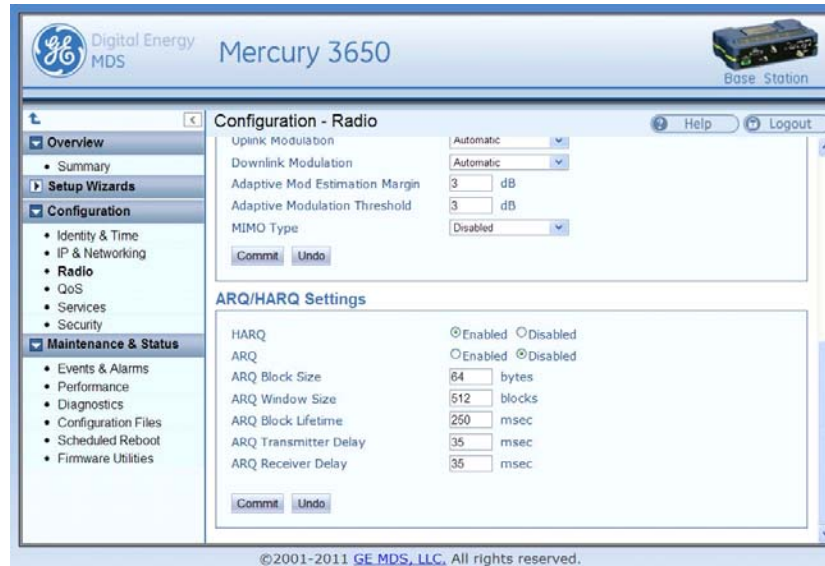 Digital Energy
MDS
Mercury 3650
Base Station
Configuration - Radio
Help
Logout
Overview
• Summary
Setup Wizards
Configuration
• Identity & Time
• IP & Networking
• Radio
• QoS
• Services
• Security
Maintenance & Status
• Events & Alarms
• Performance
• Diagnostics
• Configuration Files
• Scheduled Reboot
• Firmware Utilities
Uplink Modulation Automatic
Downlink Modulation Automatic
Adaptive Mod Estimation Margin 3 dB
Adaptive Modulation Threshold 3 dB
MIMO Type Disabled
Commit Undo
ARQ/HARQ Settings
HARQ Enabled Disabled
ARQ Enabled Disabled
ARQ Block Size 64 bytes
ARQ Window Size 512 blocks
ARQ Block Lifetime 250 msec
ARQ Transmitter Delay 35 msec
ARQ Receiver Delay 35 msec
Commit Undo
©2001-2011 GE MDS, LLC. All rights reserved.